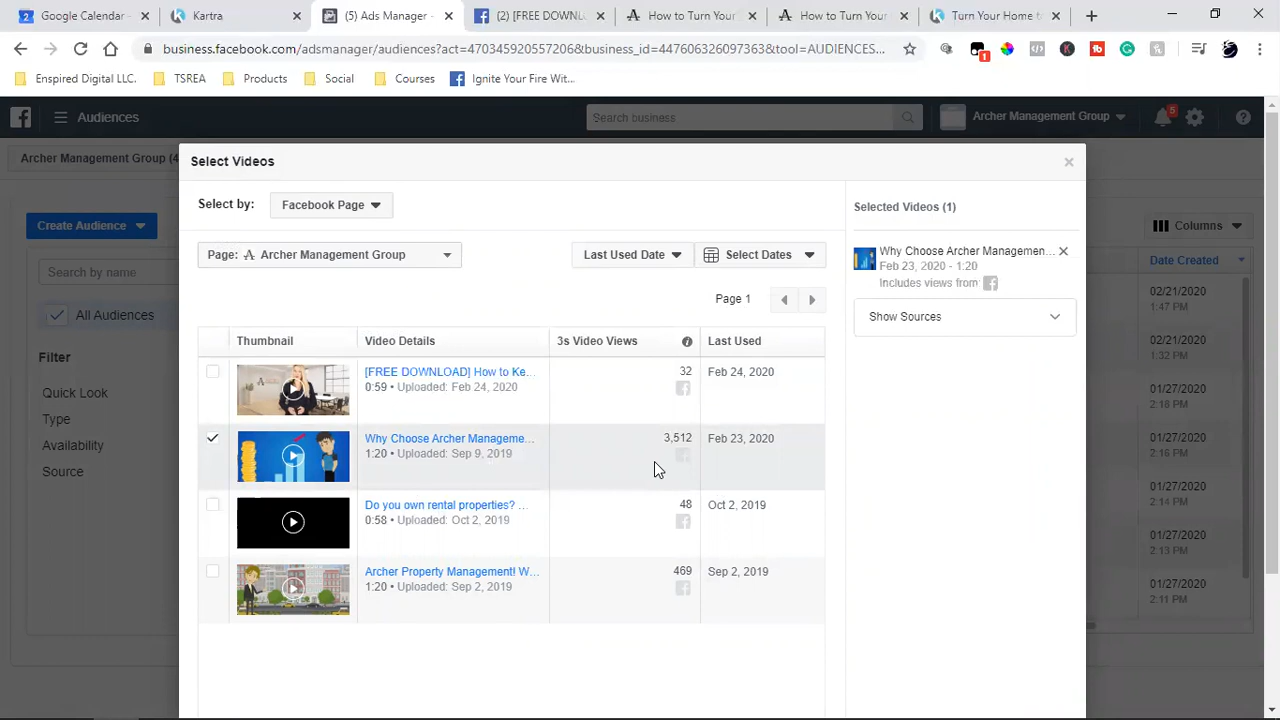 Google Calendar -
Kartra
(5) Ads Manager -
(2) [FREE DOWNL
How to Turn Your
How to Turn Your
Turn Your Home to
business.facebook.com/adsmanager/audiences?act=470345920557206&business_id=447606326097363&tool=AUDIENCES...
1
Enspired Digital LLC.
TSREA
Products
Social
Courses
Ignite Your Fire Wit...
Audiences
Search business
Archer Management Group
5
Archer Management Group (4
Select Videos
Select by:
Facebook Page
Selected Videos (1)
Create Audience
Columns
Page: Archer Management Group
Last Used Date
Select Dates
Why Choose Archer Managemen...
Feb 23, 2020 - 1:20
Includes views from:
Search by name
Date Created
Page 1
All Audiences
Show Sources
02/21/2020
1:47 PM
Thumbnail
Video Details
3s Video Views
Last Used
Filter
Quick Look
Type
Availability
Source
[FREE DOWNLOAD] How to Ke...
0:59 • Uploaded: Feb 24, 2020
32
Feb 24, 2020
Why Choose Archer Manageme...
1:20 • Uploaded: Sep 9, 2019
3,512
Feb 23, 2020
Do you own rental properties? ...
0:58 • Uploaded: Oct 2, 2019
48
Oct 2, 2019
Archer Property Management! W...
1:20 • Uploaded: Sep 2, 2019
469
Sep 2, 2019
02/21/2020
1:32 PM
01/27/2020
2:18 PM
01/27/2020
2:16 PM
01/27/2020
2:14 PM
01/27/2020
2:13 PM
01/27/2020
2:11 PM